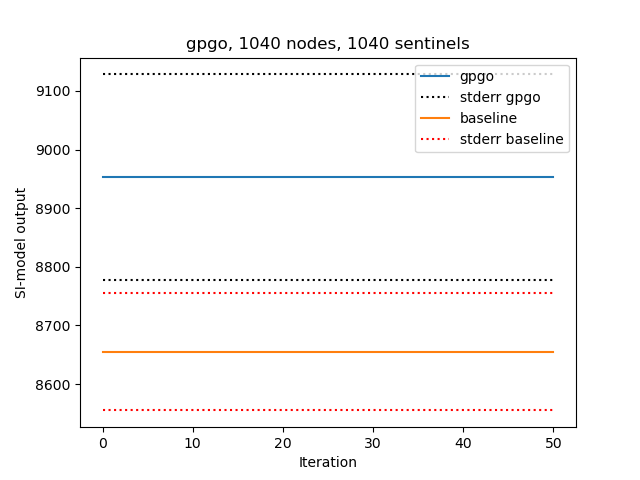 gpgo, 1040 nodes, 1040 sentinels
gpgo
stderr gpgo
baseline
stderr baseline
SI-model output
9100
9000
8900
8800
8700
8600
0 10 20 30 40 50
Iteration